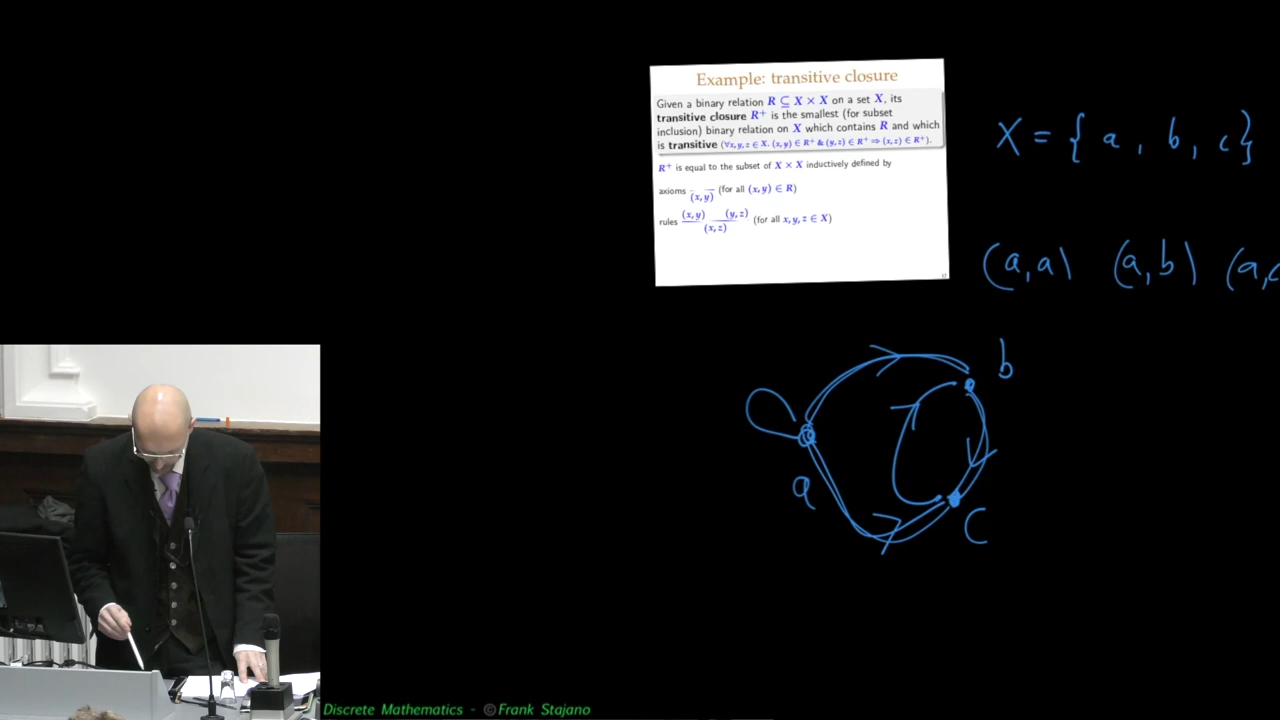 Example: transitive closure
Given a binary relation R ⊆ X × X on a set X, its
transitive closure R⁺ is the smallest (for subset
inclusion) binary relation on X which contains R and which
is transitive (∀x, y, z ∈ X. (x, y) ∈ R⁺ & (y, z) ∈ R⁺ ⇒ (x, z) ∈ R⁺).
R⁺ is equal to the subset of X × X inductively defined by
axioms (x, y) (for all (x, y) ∈ R)
rules (x, y) (y, z) (for all x, y, z ∈ X)
(x, z)
X = { a , b , c }
(a,a) (a,b) (a,c
b
a
c
Discrete Mathematics - © Frank Stajano